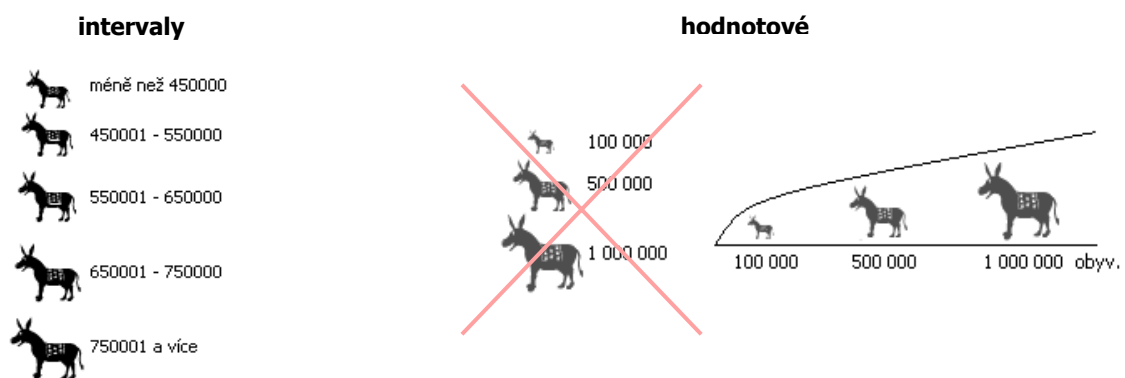 intervaly
méně než 450000
450001 - 550000
550001 - 650000
650001 - 750000
750001 a více
hodnotové
100 000
500 000
1 000 000
100 000 500 000 1 000 000 obyv.